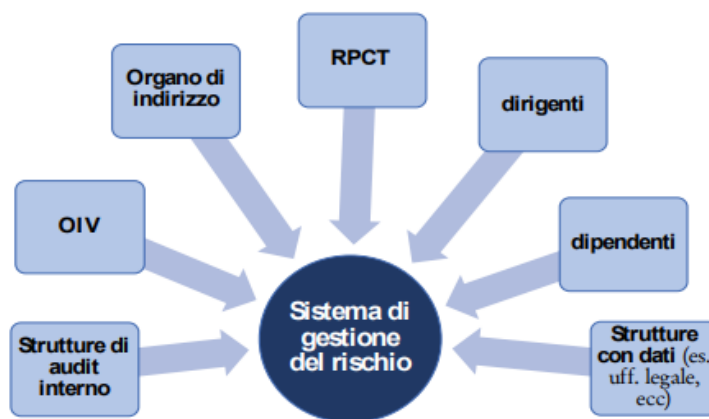 RPCT
Organo di
indirizzo
dirigenti
OIV
dipendenti
Strutture di
audit
interno
Sistema di
gestione
del rischio
Strutture
con dati (es.
uff. legale,
ecc)